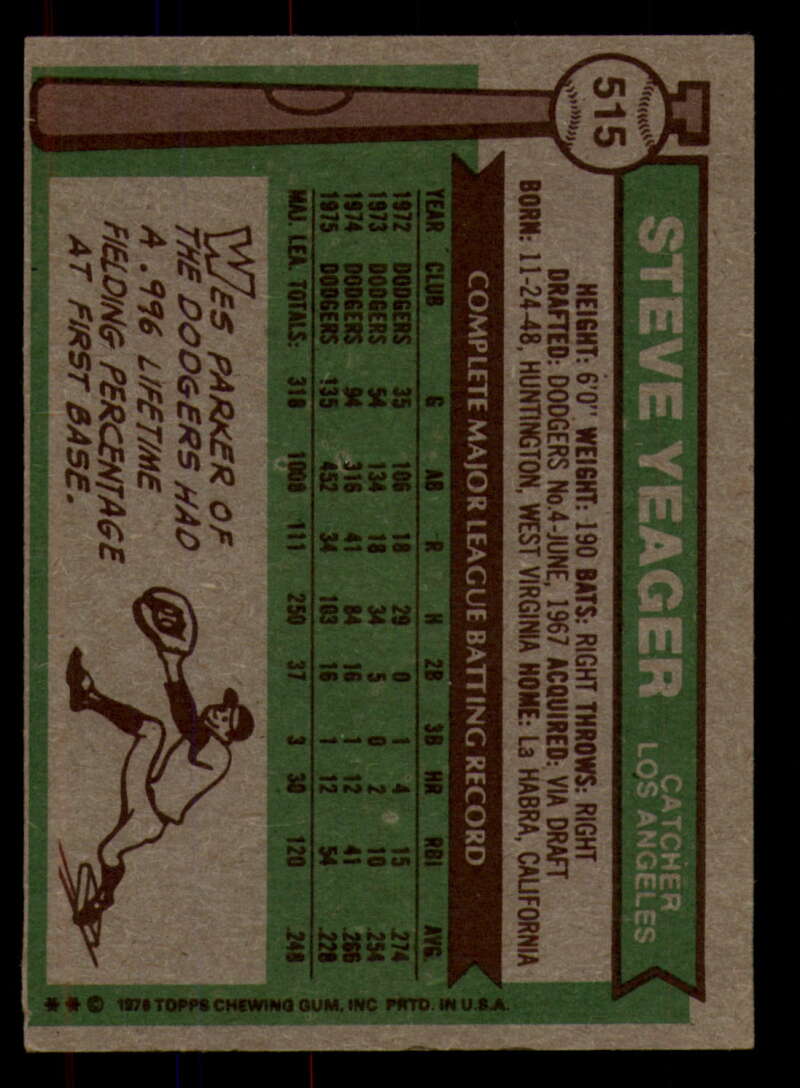 515
STEVE YEAGER
CATCHER
LOS ANGELES
HEIGHT: 6'0" WEIGHT: 190 BATS: RIGHT THROWS: RIGHT
DRAFTED: DODGERS No.4-JUNE, 1967 ACQUIRED: VIA DRAFT
BORN: 11-24-48, HUNTINGTON, WEST VIRGINIA HOME: La HABRA, CALIFORNIA
COMPLETE MAJOR LEAGUE BATTING RECORD
YEAR CLUB G AB R H 2B 3B HR RBI AVG.
1972 DODGERS 35 106 18 29 0 1 4 15 .274
1973 DODGERS 54 134 18 34 5 0 2 10 .254
1974 DODGERS 94 316 41 84 16 1 12 41 .266
1975 DODGERS 135 452 34 103 16 1 12 54 .228
MAJ. LEA. TOTALS: 318 1008 111 250 37 3 30 120 .248
WES PARKER OF
THE DODGERS HAD
A .996 LIFETIME
FIELDING PERCENTAGE
AT FIRST BASE.
** © 1976 TOPPS CHEWING GUM, INC PRTD. IN U.S.A.